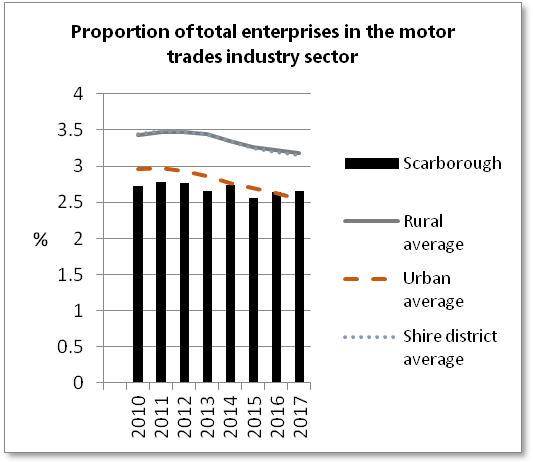 Proportion of total enterprises in the motor
trades industry sector
4
3.5
3
2.5
2
1.5
1
0.5
0
%
2010
2011
2012
2013
2014
2015
2016
2017
Scarborough
Rural
average
Urban
average
Shire district
average